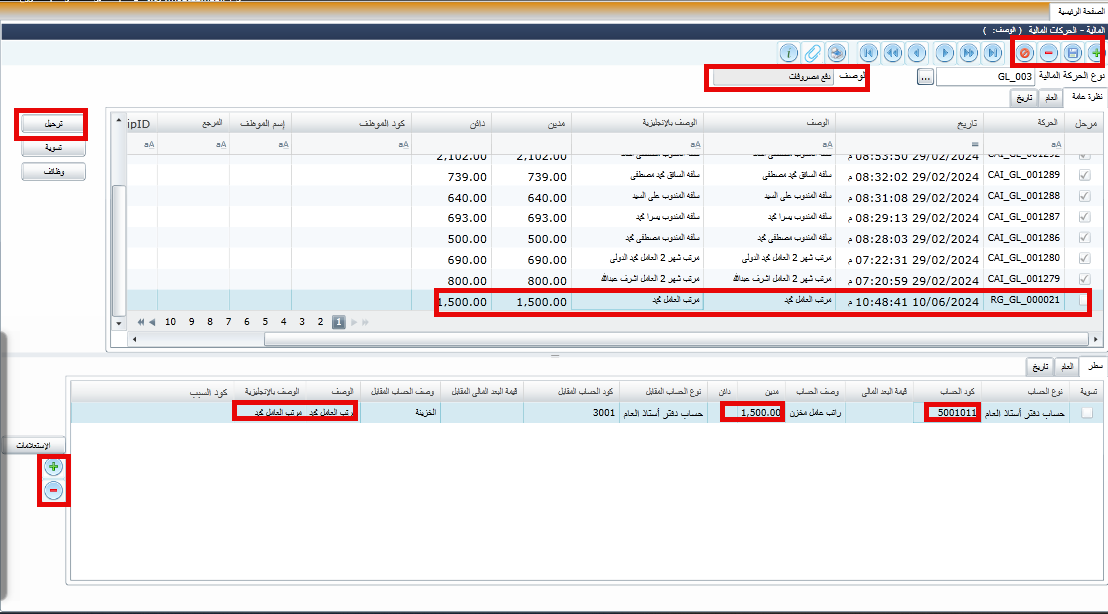 الصفحة الرئيسية
المالية - الحركات المالية ( الوصف: )
نوع الحركة المالية GL_003 ... الوصف دفع مصروفات
نظرة عامة العام تاريخ
ترحيل
تسوية
وظائف
مرحل الحركة تاريخ الوصف الوصف بالإنجليزية مدين دائن كود الموظف إسم الموظف المرجع ipID
CAI_GL_001292 29/02/2024 08:53:50 م 2,102.00 2,102.00
CAI_GL_001289 29/02/2024 08:32:02 م سلفه السائق محمد مصطفى سلفه السائق محمد مصطفى 739.00 739.00
CAI_GL_001288 29/02/2024 08:31:08 م سلفه المندوب على السيد سلفه المندوب على السيد 640.00 640.00
CAI_GL_001287 29/02/2024 08:29:13 م سلفه المندوب يسرا محمد سلفه المندوب يسرا محمد 693.00 693.00
CAI_GL_001286 29/02/2024 08:28:03 م سلفه المندوب مصطفى محمد سلفه المندوب مصطفى محمد 500.00 500.00
CAI_GL_001280 29/02/2024 07:22:31 م مرتب شهر 2 العامل محمد الدولى مرتب شهر 2 العامل محمد الدولى 690.00 690.00
CAI_GL_001279 29/02/2024 07:20:59 م مرتب شهر 2 العامل اشرف عبدالله مرتب شهر 2 العامل اشرف عبدالله 800.00 800.00
RG_GL_000021 10/06/2024 10:48:41 م مرتب العامل محمد مرتب العامل محمد 1,500.00 1,500.00
1 2 3 4 5 6 7 8 9 10
سطر العام تاريخ
تسوية نوع الحساب كود الحساب قيمة البعد المالى وصف الحساب مدين دائن نوع الحساب المقابل كود الحساب المقابل قيمة البعد المالى المقابل وصف الحساب المقابل الوصف الوصف بالإنجليزية كود السبب
حساب دفتر أستاذ العام 5001011 راتب عامل مخزن 1,500.00 حساب دفتر أستاذ العام 3001 الخزينة مرتب العامل محمد مرتب العامل محمد
الإستعلامات